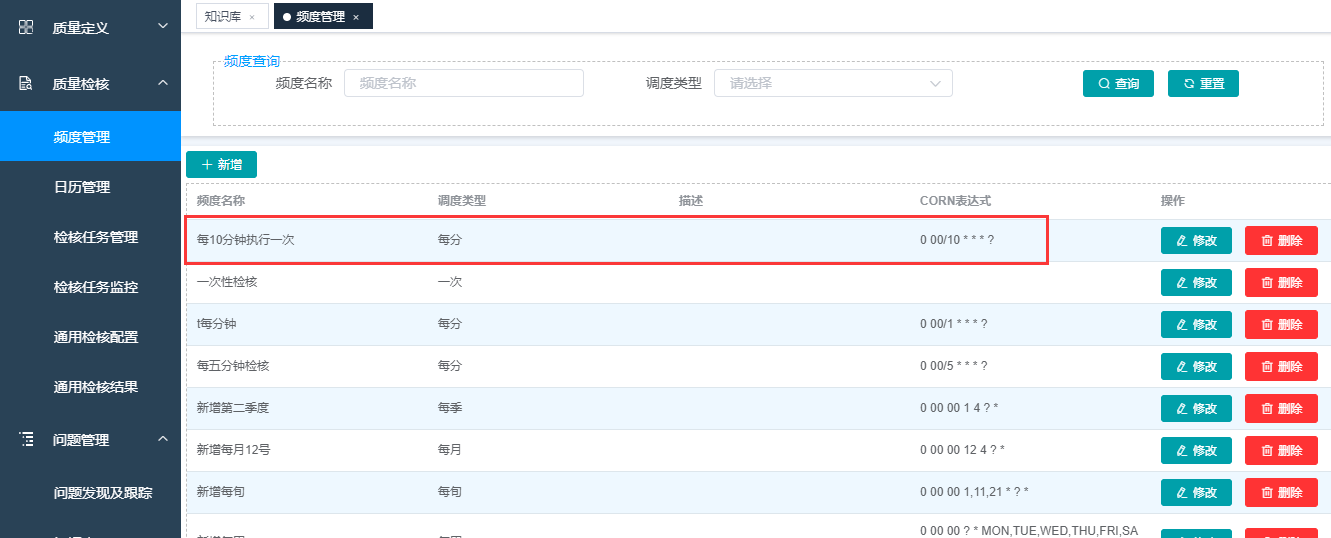 质量定义
质量检核
频度管理
日历管理
检核任务管理
检核任务监控
通用检核配置
通用检核结果
问题管理
问题发现及跟踪
知识库 ×
频度管理 ×
频度查询
频度名称 频度名称 调度类型 请选择 查询 重置
新增
频度名称 调度类型 描述 CORN表达式 操作
每10分钟执行一次 每分 0 00/10 * * * ? 修改 删除
一次性检核 一次 修改 删除
t每分钟 每分 0 00/1 * * * ? 修改 删除
每五分钟检核 每分 0 00/5 * * * ? 修改 删除
新增第二季度 每季 0 00 00 1 4 ? * 修改 删除
新增每月12号 每月 0 00 00 12 4 ? * 修改 删除
新增每旬 每旬 0 00 00 1,11,21 * ? * 修改 删除
0 00 00 ? * MON,TUE,WED,THU,FRI,SA